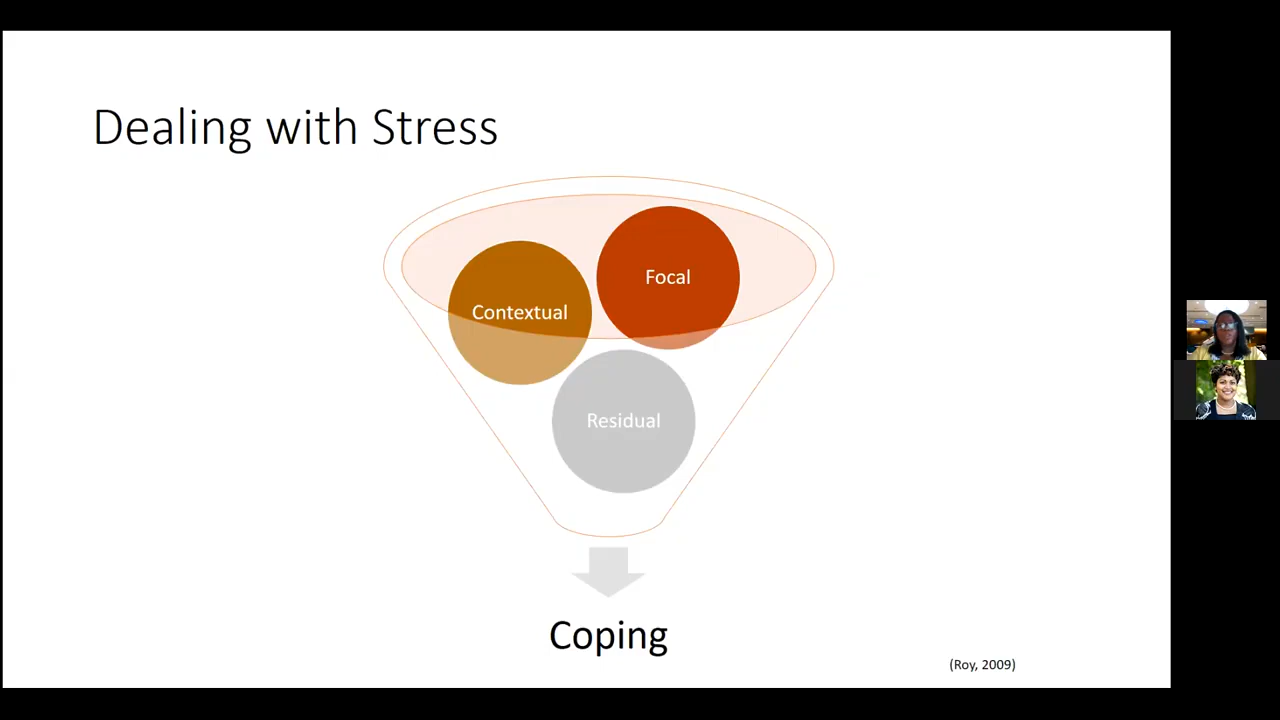 Dealing with Stress
Focal
Contextual
Residual
Coping
(Roy, 2009)